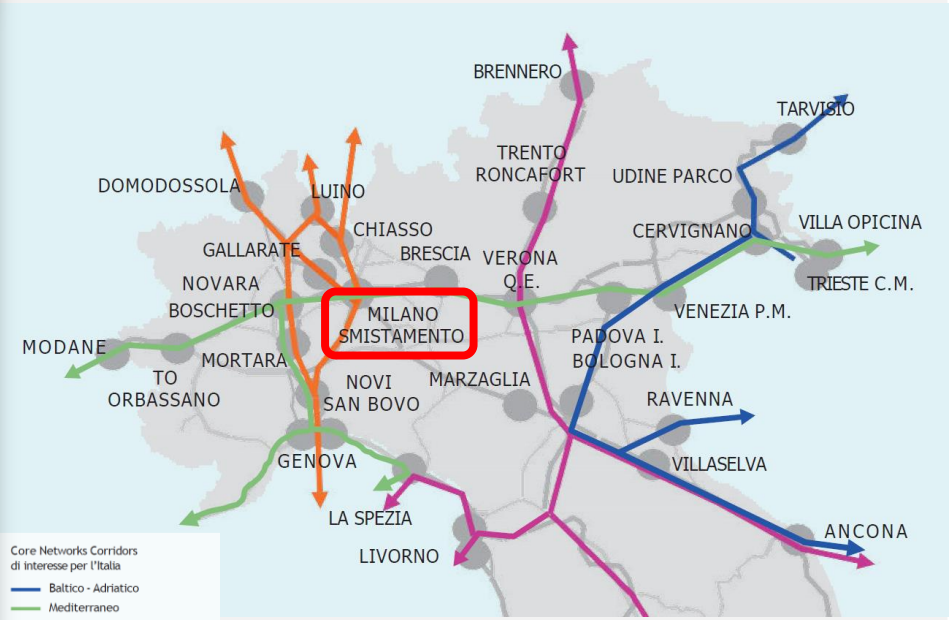 BRENNERO
TARVISIO
TRENTO
RONCAFORT
UDINE PARCO
DOMODOSSOLA
LUINO
VILLA OPICINA
CHIASSO
CERVIGNANO
GALLARATE
BRESCIA
VERONA
Q.E.
NOVARA
BOSCHETTO
TRIESTE C.M.
MILANO
SMISTAMENTO
VENEZIA P.M.
PADOVA I.
MODANE
MORTARA
BOLOGNA I.
TO
ORBASSANO
NOVI
SAN BOVO
MARZAGLIA
RAVENNA
GENOVA
VILLASELVA
LA SPEZIA
ANCONA
LIVORNO
Core Networks Corridors
di interesse per l'Italia
Baltico - Adriatico
Mediterraneo